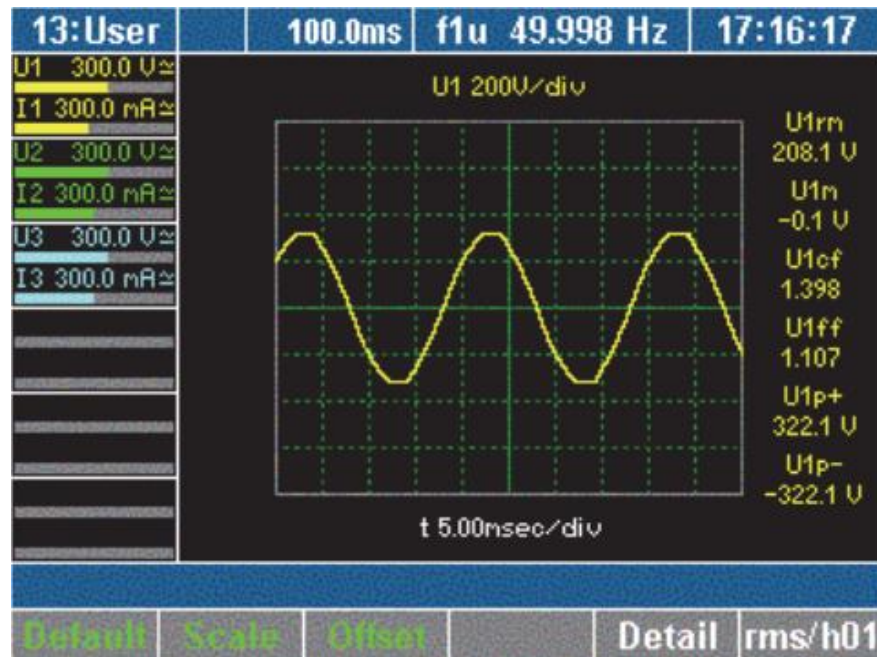 13:User 100.0ms f1u 49.998 Hz 17:16:17
U1 300.0 V≃
I1 300.0 mA≃
U2 300.0 V≃
I2 300.0 mA≃
U3 300.0 V≃
I3 300.0 mA≃
U1 200V/div
U1rm
208.1 V
U1m
-0.1 V
U1cf
1.398
U1ff
1.107
U1p+
322.1 V
U1p-
-322.1 V
t 5.00msec/div
Default Scale Offset Detail rms/h01